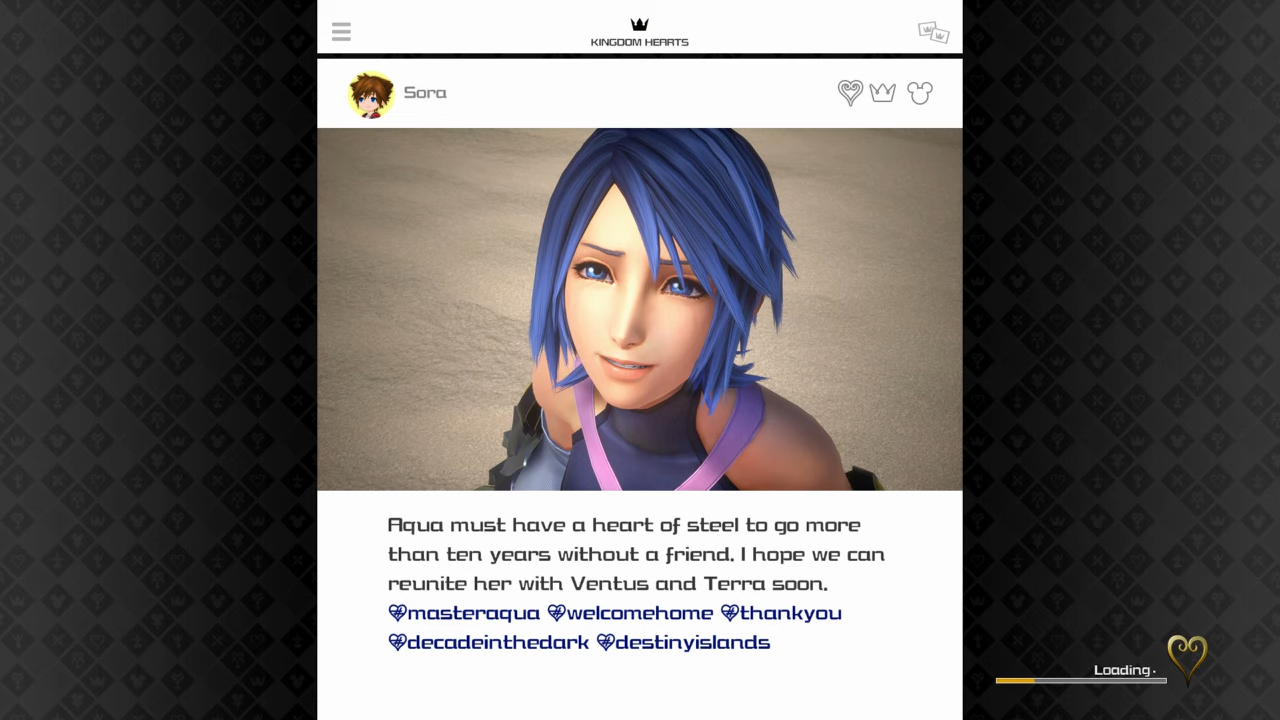 KINGDOM HEARTS
Sora
Aqua must have a heart of steel to go more
than ten years without a friend. I hope we can
reunite her with Ventus and Terra soon.
#masteraqua #welcomehome #thankyou
#decadeinthedark #destinyislands
Loading.